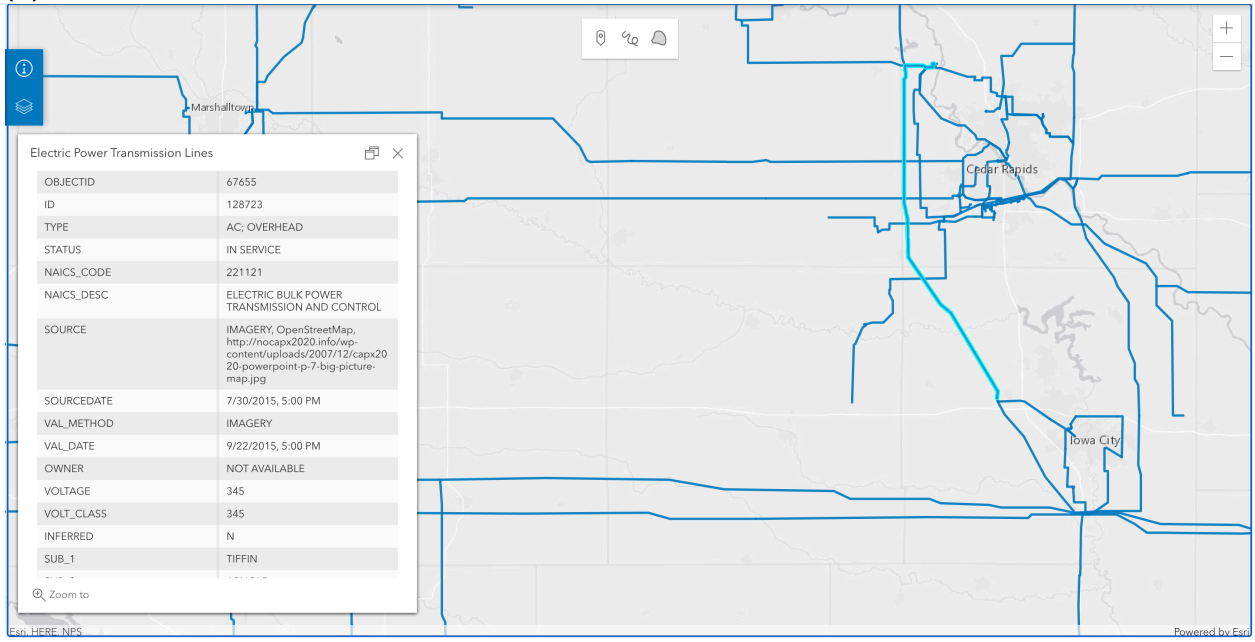 Marshalltown
Cedar Rapids
Iowa City
Electric Power Transmission Lines
OBJECTID 67655
ID 128723
TYPE AC; OVERHEAD
STATUS IN SERVICE
NAICS_CODE 221121
NAICS_DESC ELECTRIC BULK POWER
TRANSMISSION AND CONTROL
SOURCE IMAGERY, OpenStreetMap,
http://nocapx2020.info/wp-
content/uploads/2007/12/capx20
20-powerpoint-p-7-big-picture-
map.jpg
SOURCEDATE 7/30/2015, 5:00 PM
VAL_METHOD IMAGERY
VAL_DATE 9/22/2015, 5:00 PM
OWNER NOT AVAILABLE
VOLTAGE 345
VOLT_CLASS 345
INFERRED N
SUB_1 TIFFIN
Zoom to
Esri, HERE, NPS
Powered by Esri